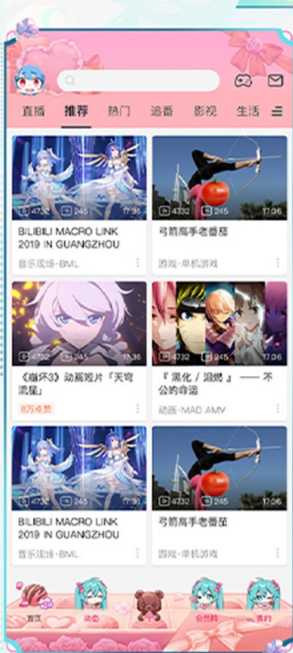 直播 推荐 热门 追番 影视 生活
4732 245 17:36
4732 245 17:36
BILIBILI MACRO LINK
2019 IN GUANGZHOU
弓箭高手老番茄
音乐现场·BML
游戏·单机游戏
4732 245 17:36
4732 245 17:36
《崩坏3》动画短片「天穹
流星」
『黑化 / 泪燃 』 —— 不
公的命运
8万点赞
动画·MAD AMV
4732 245 17:36
4732 245 17:36
BILIBILI MACRO LINK
2019 IN GUANGZHOU
弓箭高手老番茄
音乐现场·BML
游戏·单机游戏
首页 动态 会员购 我的